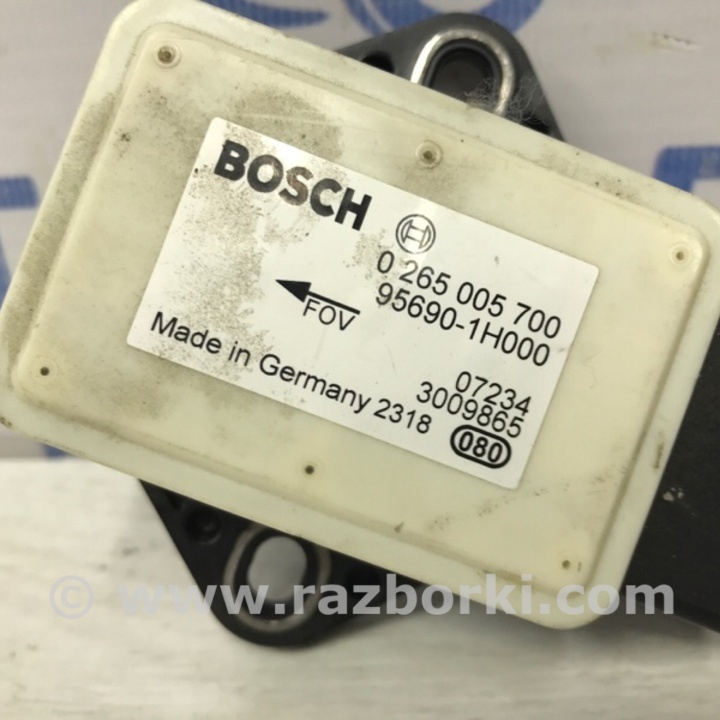 BOSCH
0 265 005 700
95690-1H000
FOV
07234
Made in Germany 2318
3009865
080
© www.razborki.com